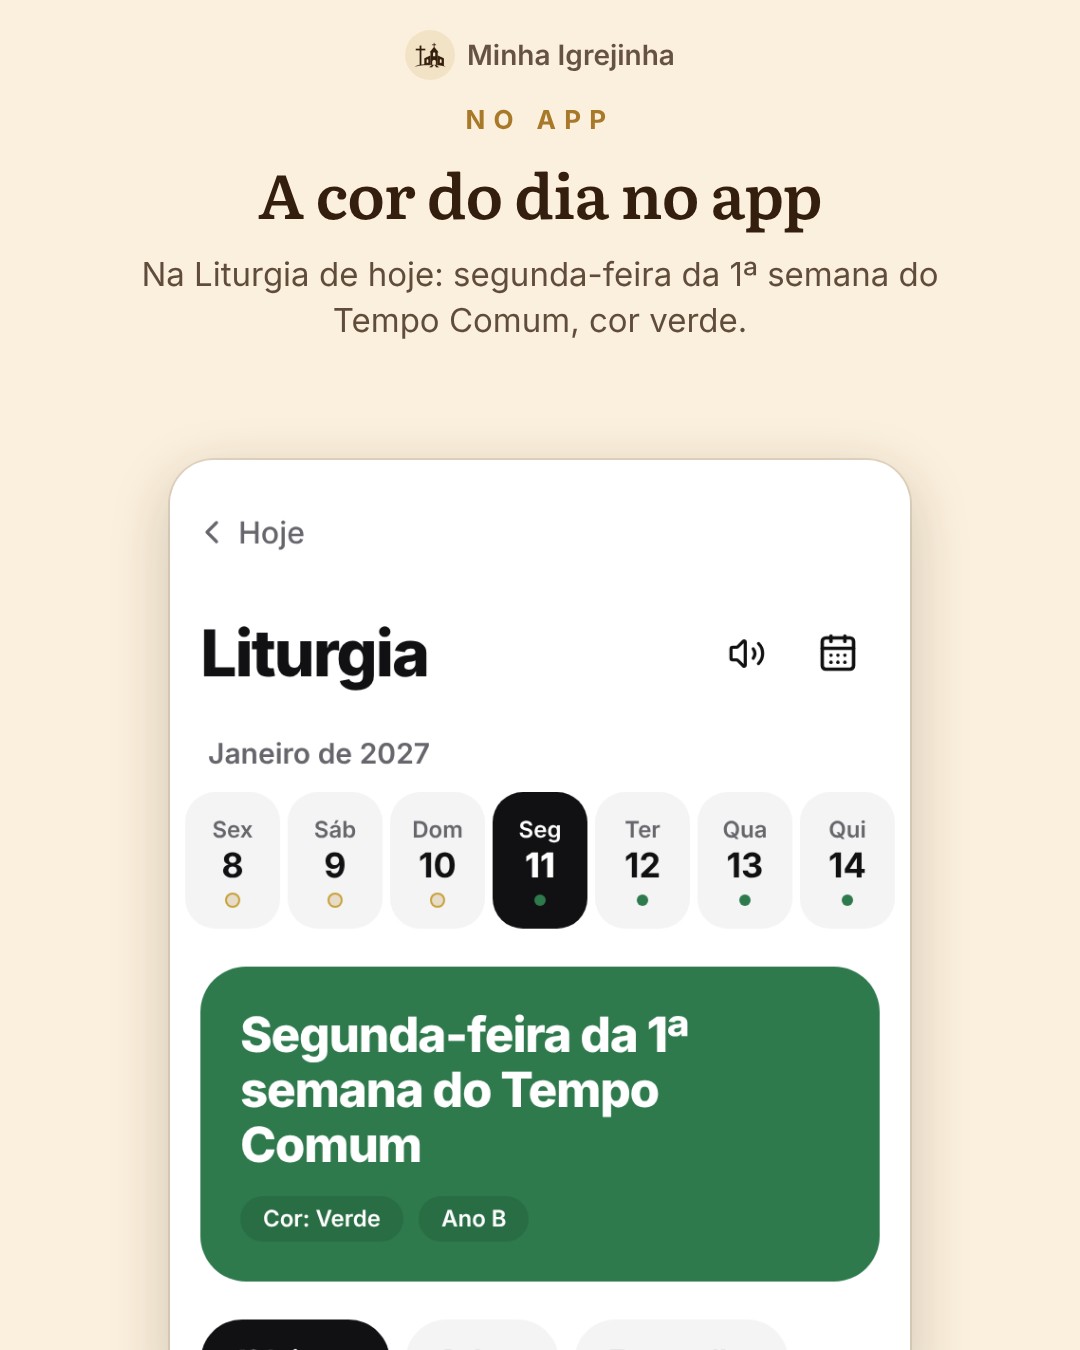 Minha Igrejinha
NO APP
A cor do dia no app
Na Liturgia de hoje: segunda-feira da 1ª semana do
Tempo Comum, cor verde.
Hoje
Liturgia
Janeiro de 2027
Sex Sáb Dom Seg Ter Qua Qui
8 9 10 11 12 13 14
Segunda-feira da 1ª
semana do Tempo
Comum
Cor: Verde Ano B